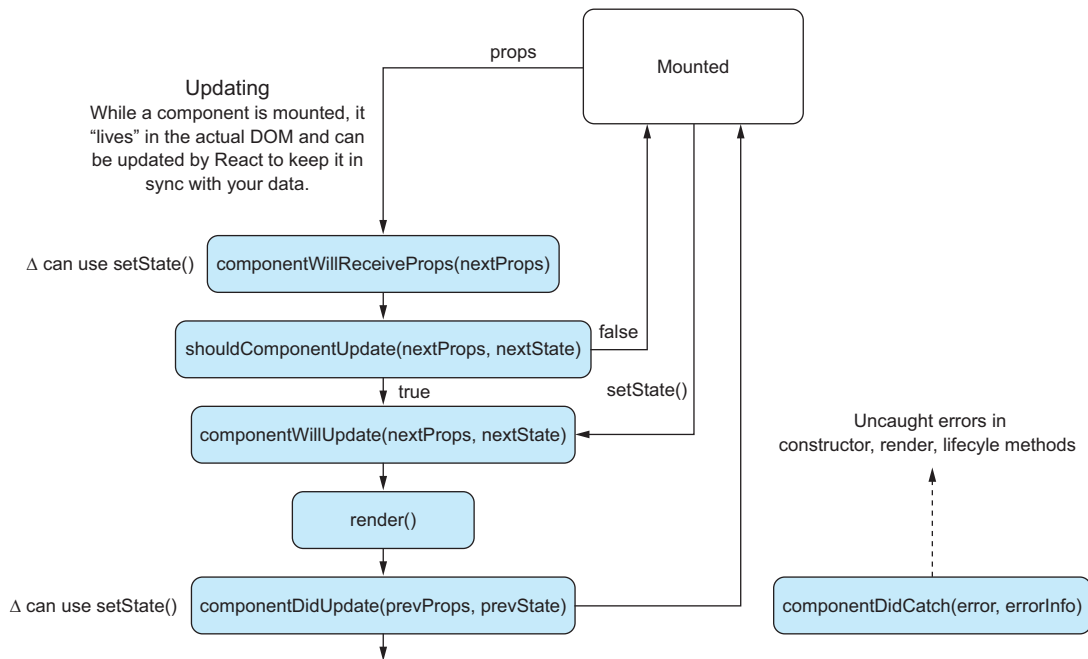 props
Mounted
Updating
While a component is mounted, it
“lives” in the actual DOM and can
be updated by React to keep it in
sync with your data.
Δ can use setState()
componentWillReceiveProps(nextProps)
false
shouldComponentUpdate(nextProps, nextState)
true
setState()
componentWillUpdate(nextProps, nextState)
Uncaught errors in
constructor, render, lifecyle methods
render()
Δ can use setState()
componentDidUpdate(prevProps, prevState)
componentDidCatch(error, errorInfo)